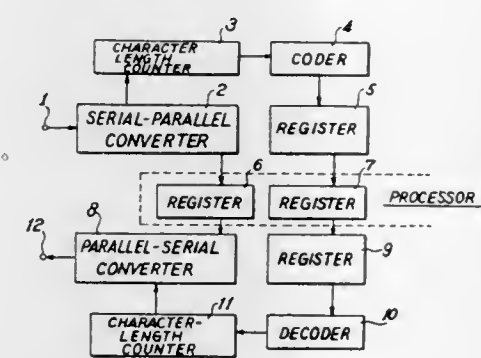 3
4
CHARACTER
LENGTH
COUNTER
CODER
1
2
5
SERIAL-PARALLEL
CONVERTER
REGISTER
6
7
REGISTER
REGISTER
PROCESSOR
8
9
12
PARALLEL-SERIAL
CONVERTER
REGISTER
11
10
CHARACTER-
LENGTH
COUNTER
DECODER